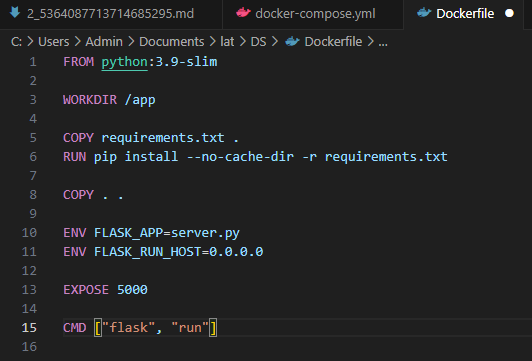 2_5364087713714685295.md docker-compose.yml Dockerfile
C: > Users > Admin > Documents > lat > DS > Dockerfile > ...
1 FROM python:3.9-slim
2
3 WORKDIR /app
4
5 COPY requirements.txt .
6 RUN pip install --no-cache-dir -r requirements.txt
7
8 COPY . .
9
10 ENV FLASK_APP=server.py
11 ENV FLASK_RUN_HOST=0.0.0.0
12
13 EXPOSE 5000
14
15 CMD ["flask", "run"]
16